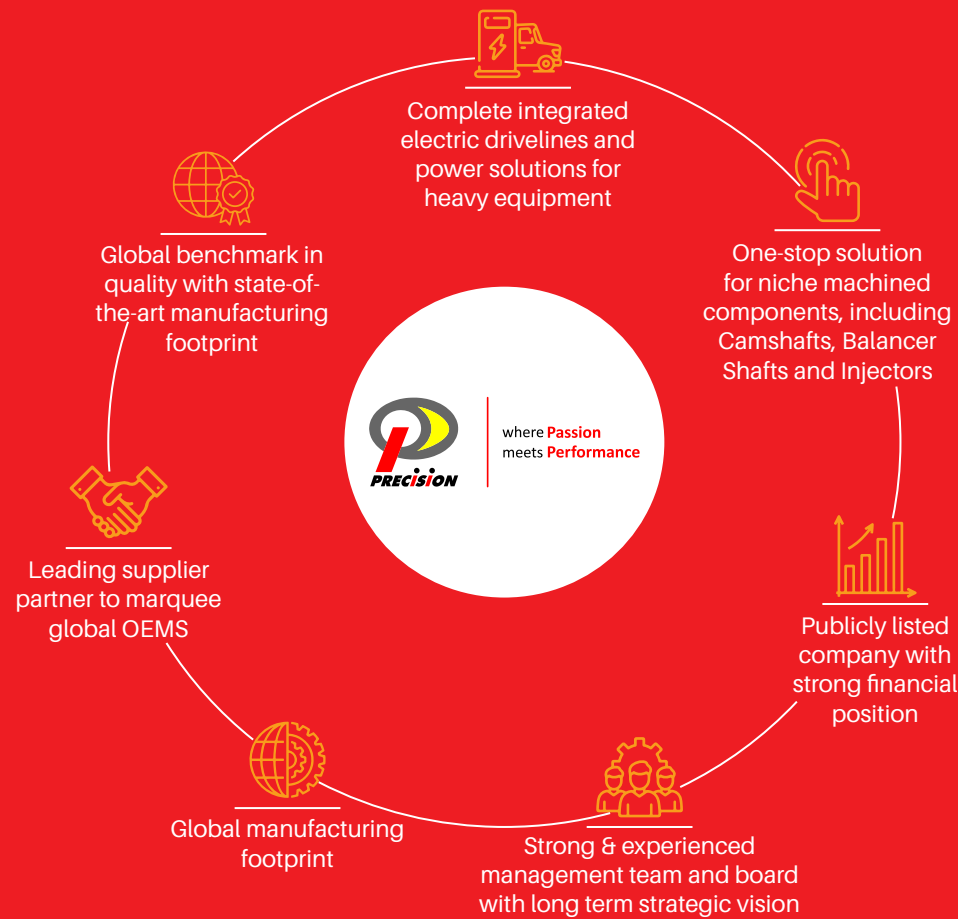 Complete integrated
electric drivelines and
power solutions for
heavy equipment
One-stop solution
for niche machined
components, including
Camshafts, Balancer
Shafts and Injectors
Publicly listed
company with
strong financial
position
Strong & experienced
management team and board
with long term strategic vision
Global manufacturing
footprint
Leading supplier
partner to marquee
global OEMS
Global benchmark in
quality with state-of-
the-art manufacturing
footprint
PRECISION
where Passion
meets Performance